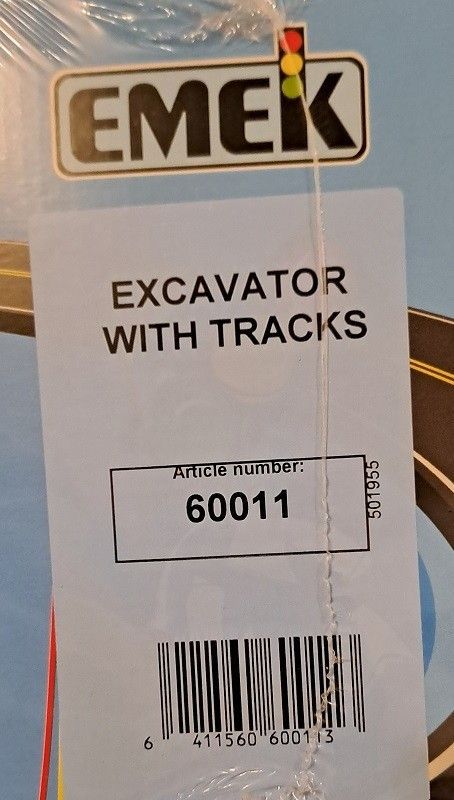 EMEK
EXCAVATOR
WITH TRACKS
Article number:
60011
501955
6 411560 600113